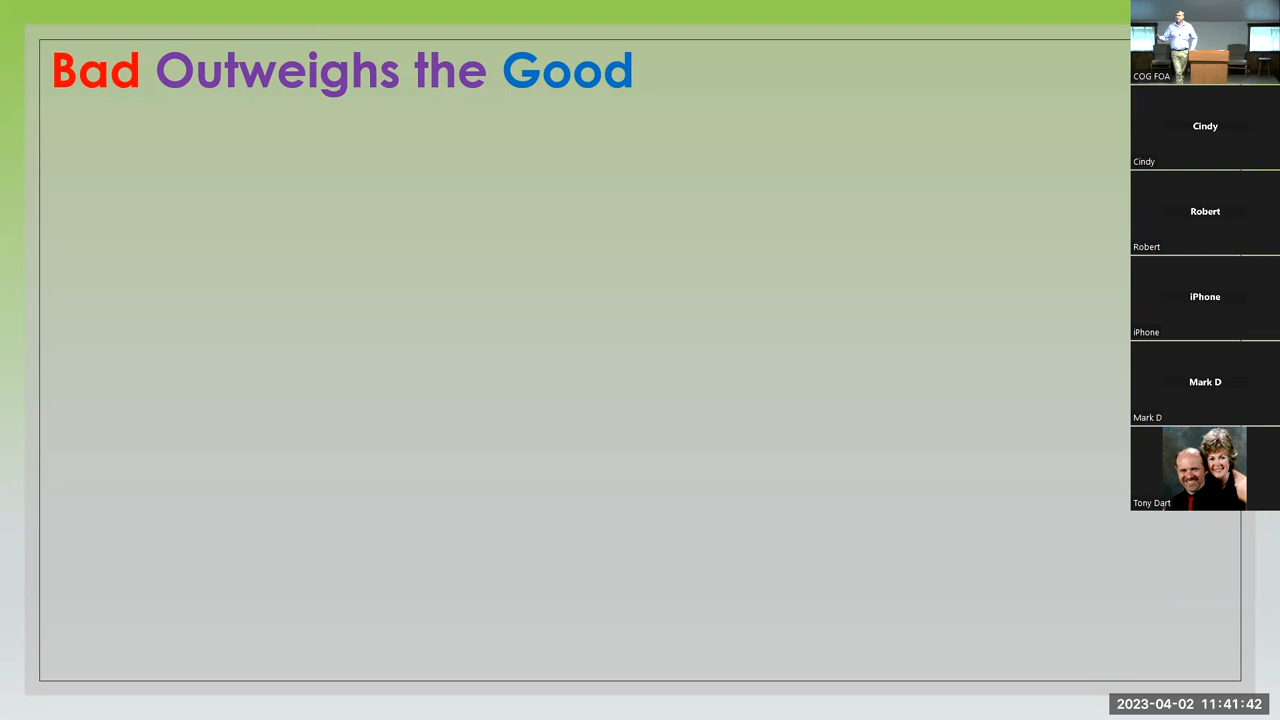 Bad Outweighs the Good
COG FOA
Cindy
Cindy
Robert
Robert
iPhone
iPhone
Mark D
Mark D
Tony Dart
2023-04-02 11:41:42